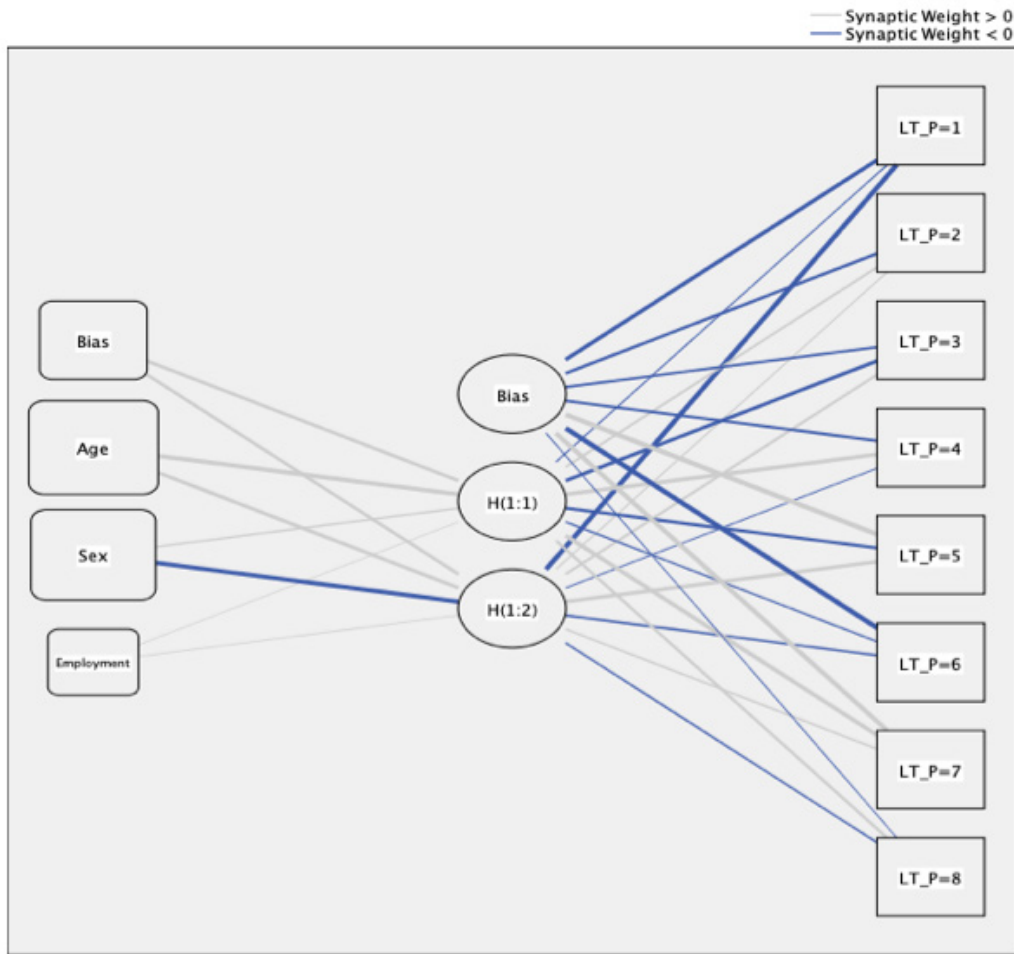 Synaptic Weight > 0
Synaptic Weight < 0
Bias
Age
Sex
Employment
Bias
H(1:1)
H(1:2)
LT_P=1
LT_P=2
LT_P=3
LT_P=4
LT_P=5
LT_P=6
LT_P=7
LT_P=8